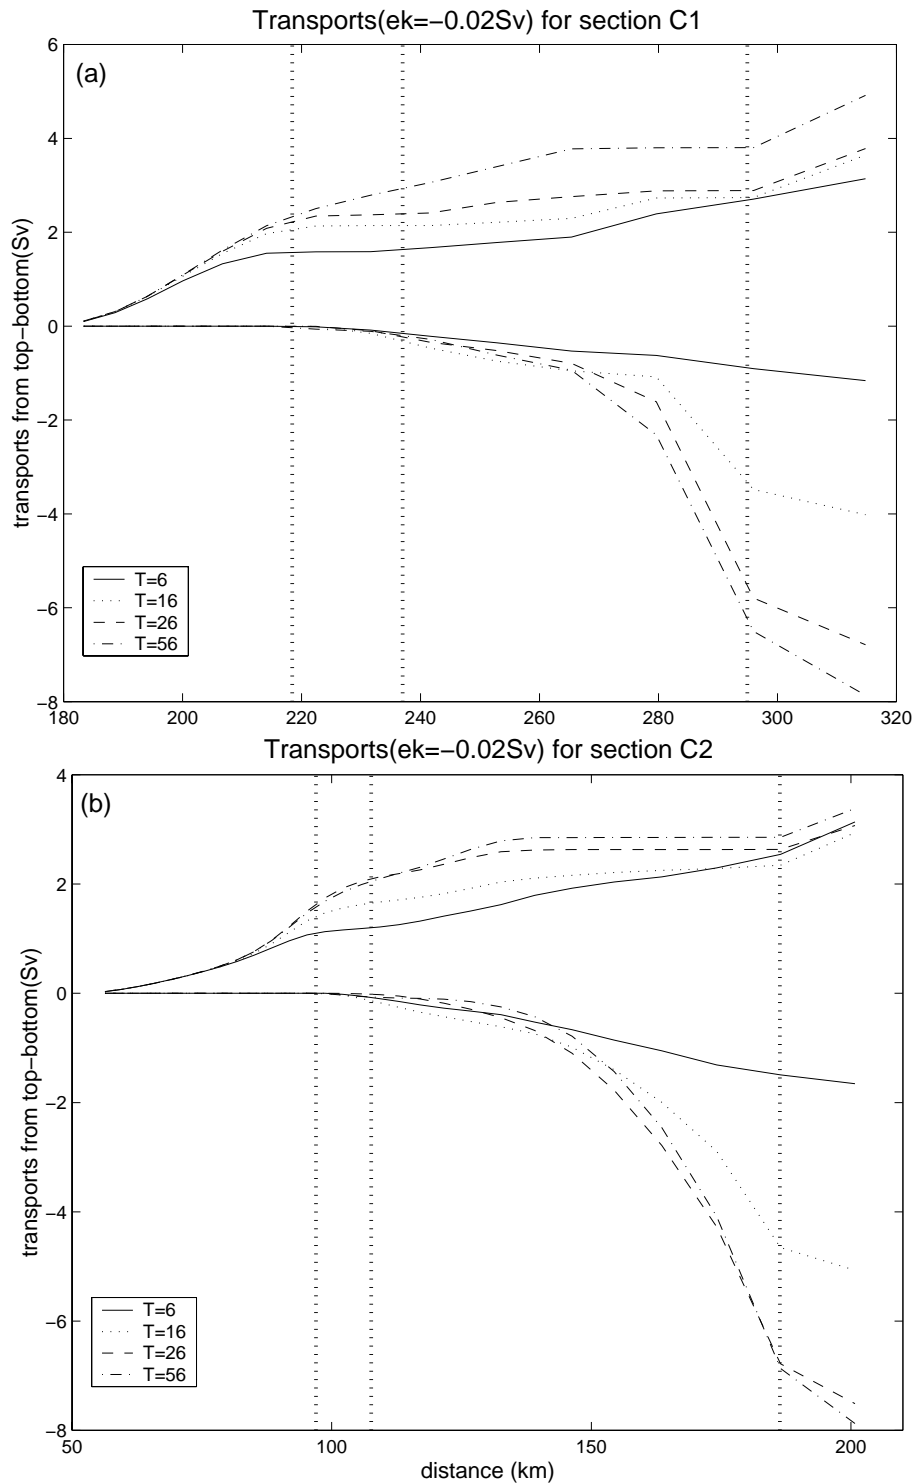 Transports(ek=−0.02Sv) for section C1
(a)
6
4
2
0
−2
−4
−6
−8
transports from top−bottom(Sv)
T=6
T=16
T=26
T=56
180 200 220 240 260 280 300 320
Transports(ek=−0.02Sv) for section C2
(b)
4
2
0
−2
−4
−6
−8
transports from top−bottom(Sv)
T=6
T=16
T=26
T=56
50 100 150 200
distance (km)